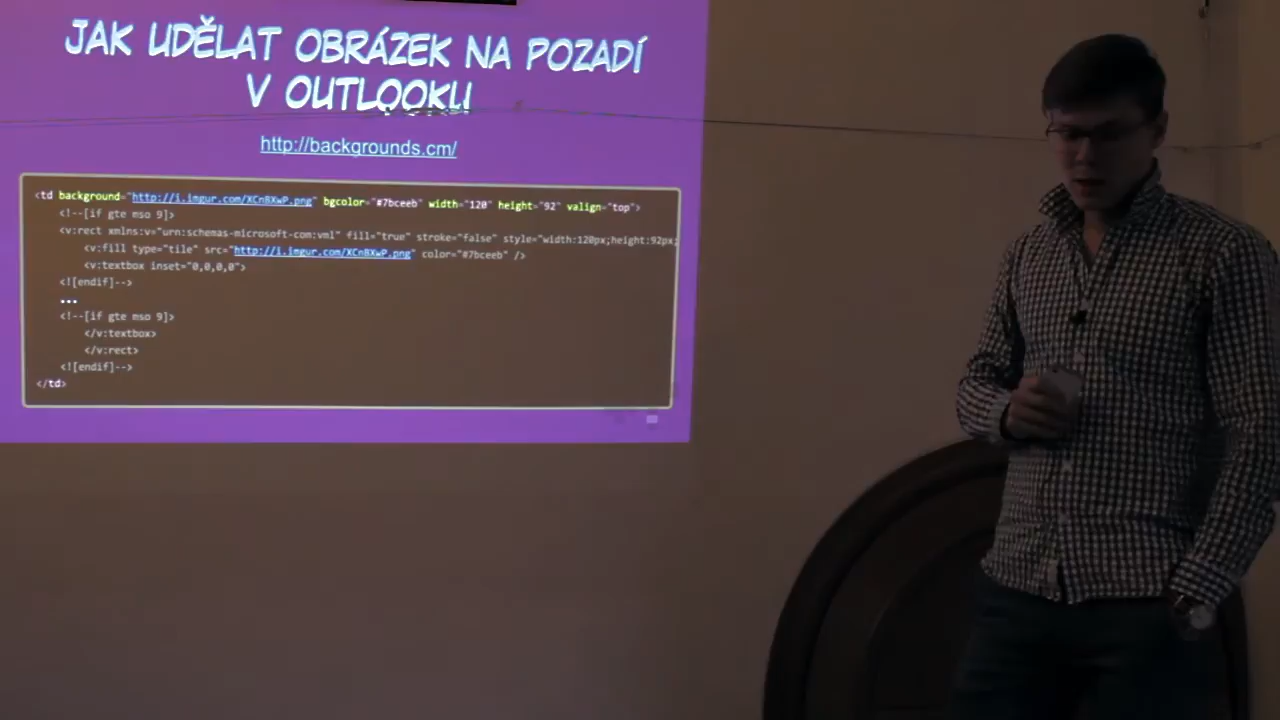 JAK UDĚLAT OBRÁZEK NA POZADÍ
V OUTLOOKU
http://backgrounds.cm/
<td background="http://i.imgur.com/XCnBXwP.png" bgcolor="#7bceeb" width="120" height="92" valign="top">
<!--[if gte mso 9]>
<v:rect xmlns:v="urn:schemas-microsoft-com:vml" fill="true" stroke="false" style="width:120px;height:92px;
<v:fill type="tile" src="http://i.imgur.com/XCnBXwP.png" color="#7bceeb" />
<v:textbox inset="0,0,0,0">
<![endif]-->
...
<!--[if gte mso 9]>
</v:textbox>
</v:rect>
<![endif]-->
</td>